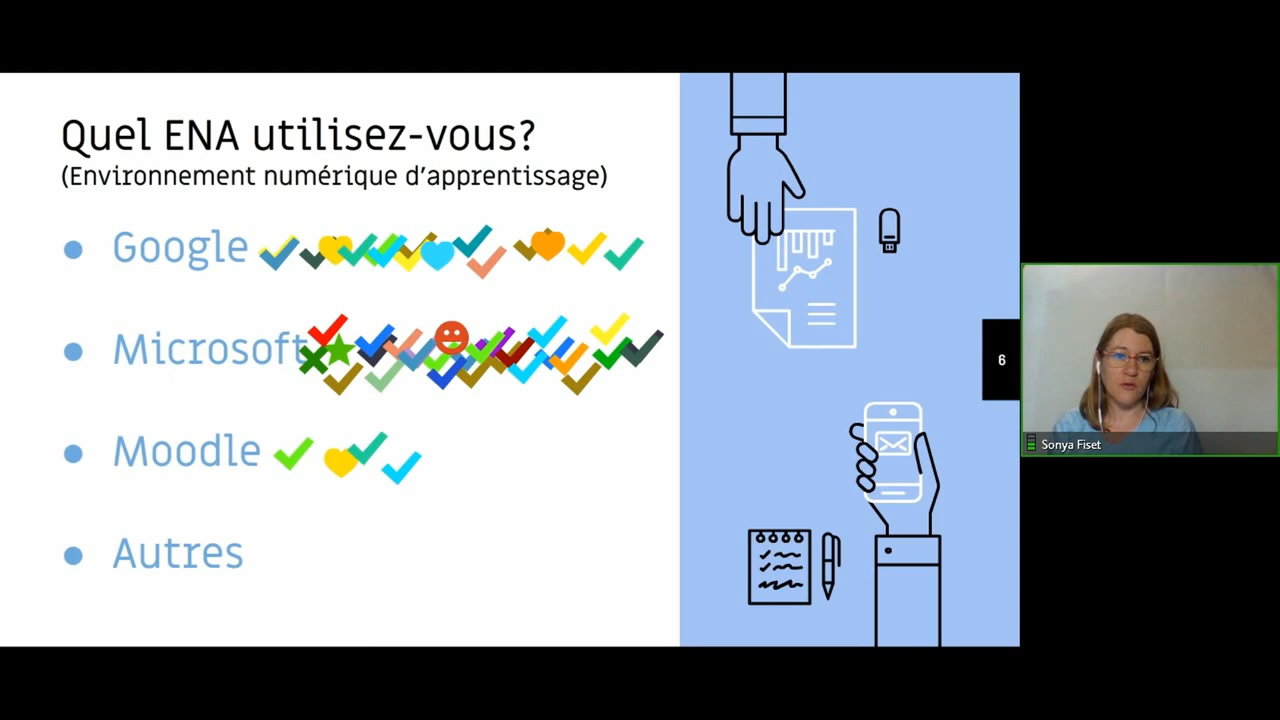 Quel ENA utilisez-vous?
(Environnement numérique d'apprentissage)
● Google
● Microsoft
● Moodle
● Autres
6
Sonya Fiset